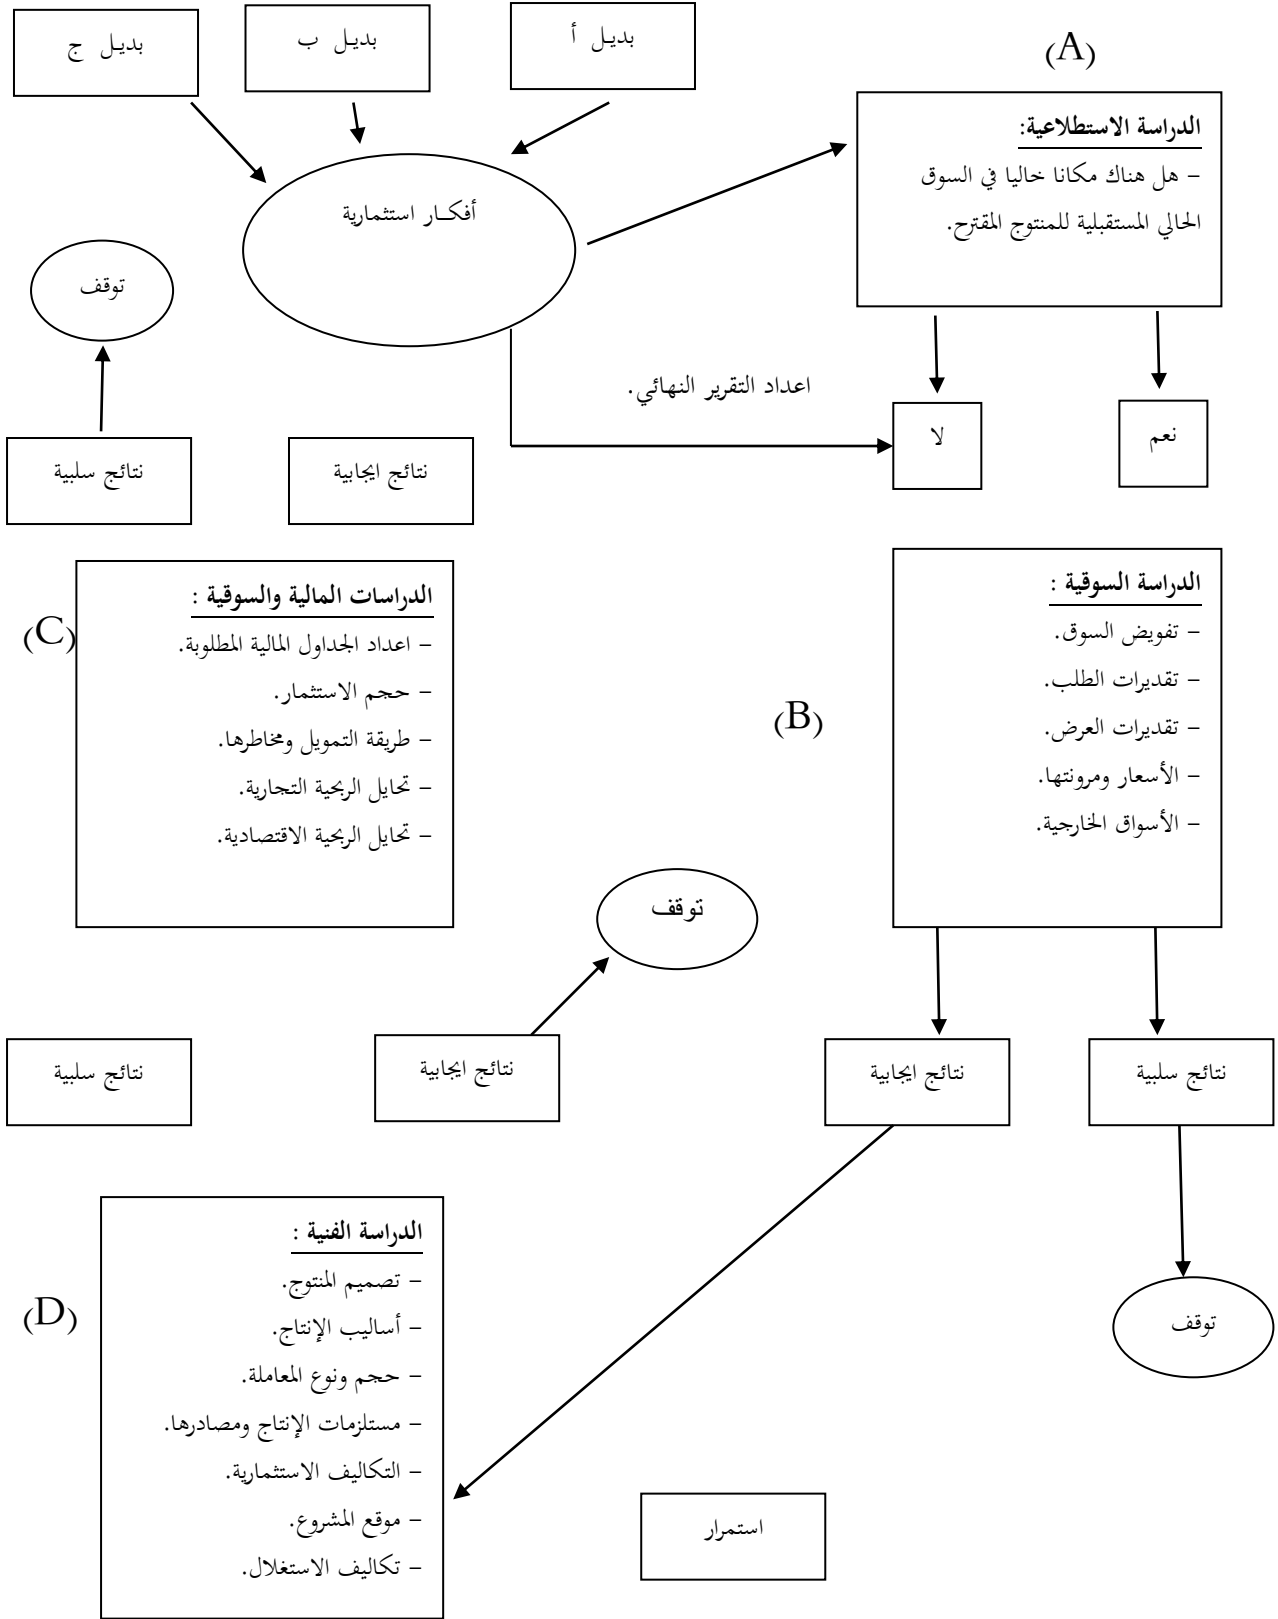 بديل أ
بديل ب
بديل ج
(A)
الدراسة الاستطلاعية:
– هل هناك مكانا خاليا في السوق
الحالي المستقبلية للمنتوج المقترح.
أفكـار استثمارية
توقف
اعداد التقرير النهائي.
نعم
لا
نتائج ايجابية
نتائج سلبية
الدراسة السوقية :
– تفويض السوق.
– تقديرات الطلب.
– تقديرات العرض.
– الأسعار ومرونتها.
– الأسواق الخارجية.
(B)
الدراسات المالية والسوقية :
– اعداد الجداول المالية المطلوبة.
– حجم الاستثمار.
– طريقة التمويل ومخاطرها.
– تحايل الربحية التجارية.
– تحايل الربحية الاقتصادية.
(C)
توقف
نتائج سلبية
نتائج ايجابية
نتائج ايجابية
نتائج سلبية
الدراسة الفنية :
– تصميم المنتوج.
– أساليب الإنتاج.
– حجم ونوع المعاملة.
– مستلزمات الإنتاج ومصادرها.
– التكاليف الاستثمارية.
– موقع المشروع.
– تكاليف الاستغلال.
(D)
توقف
استمرار